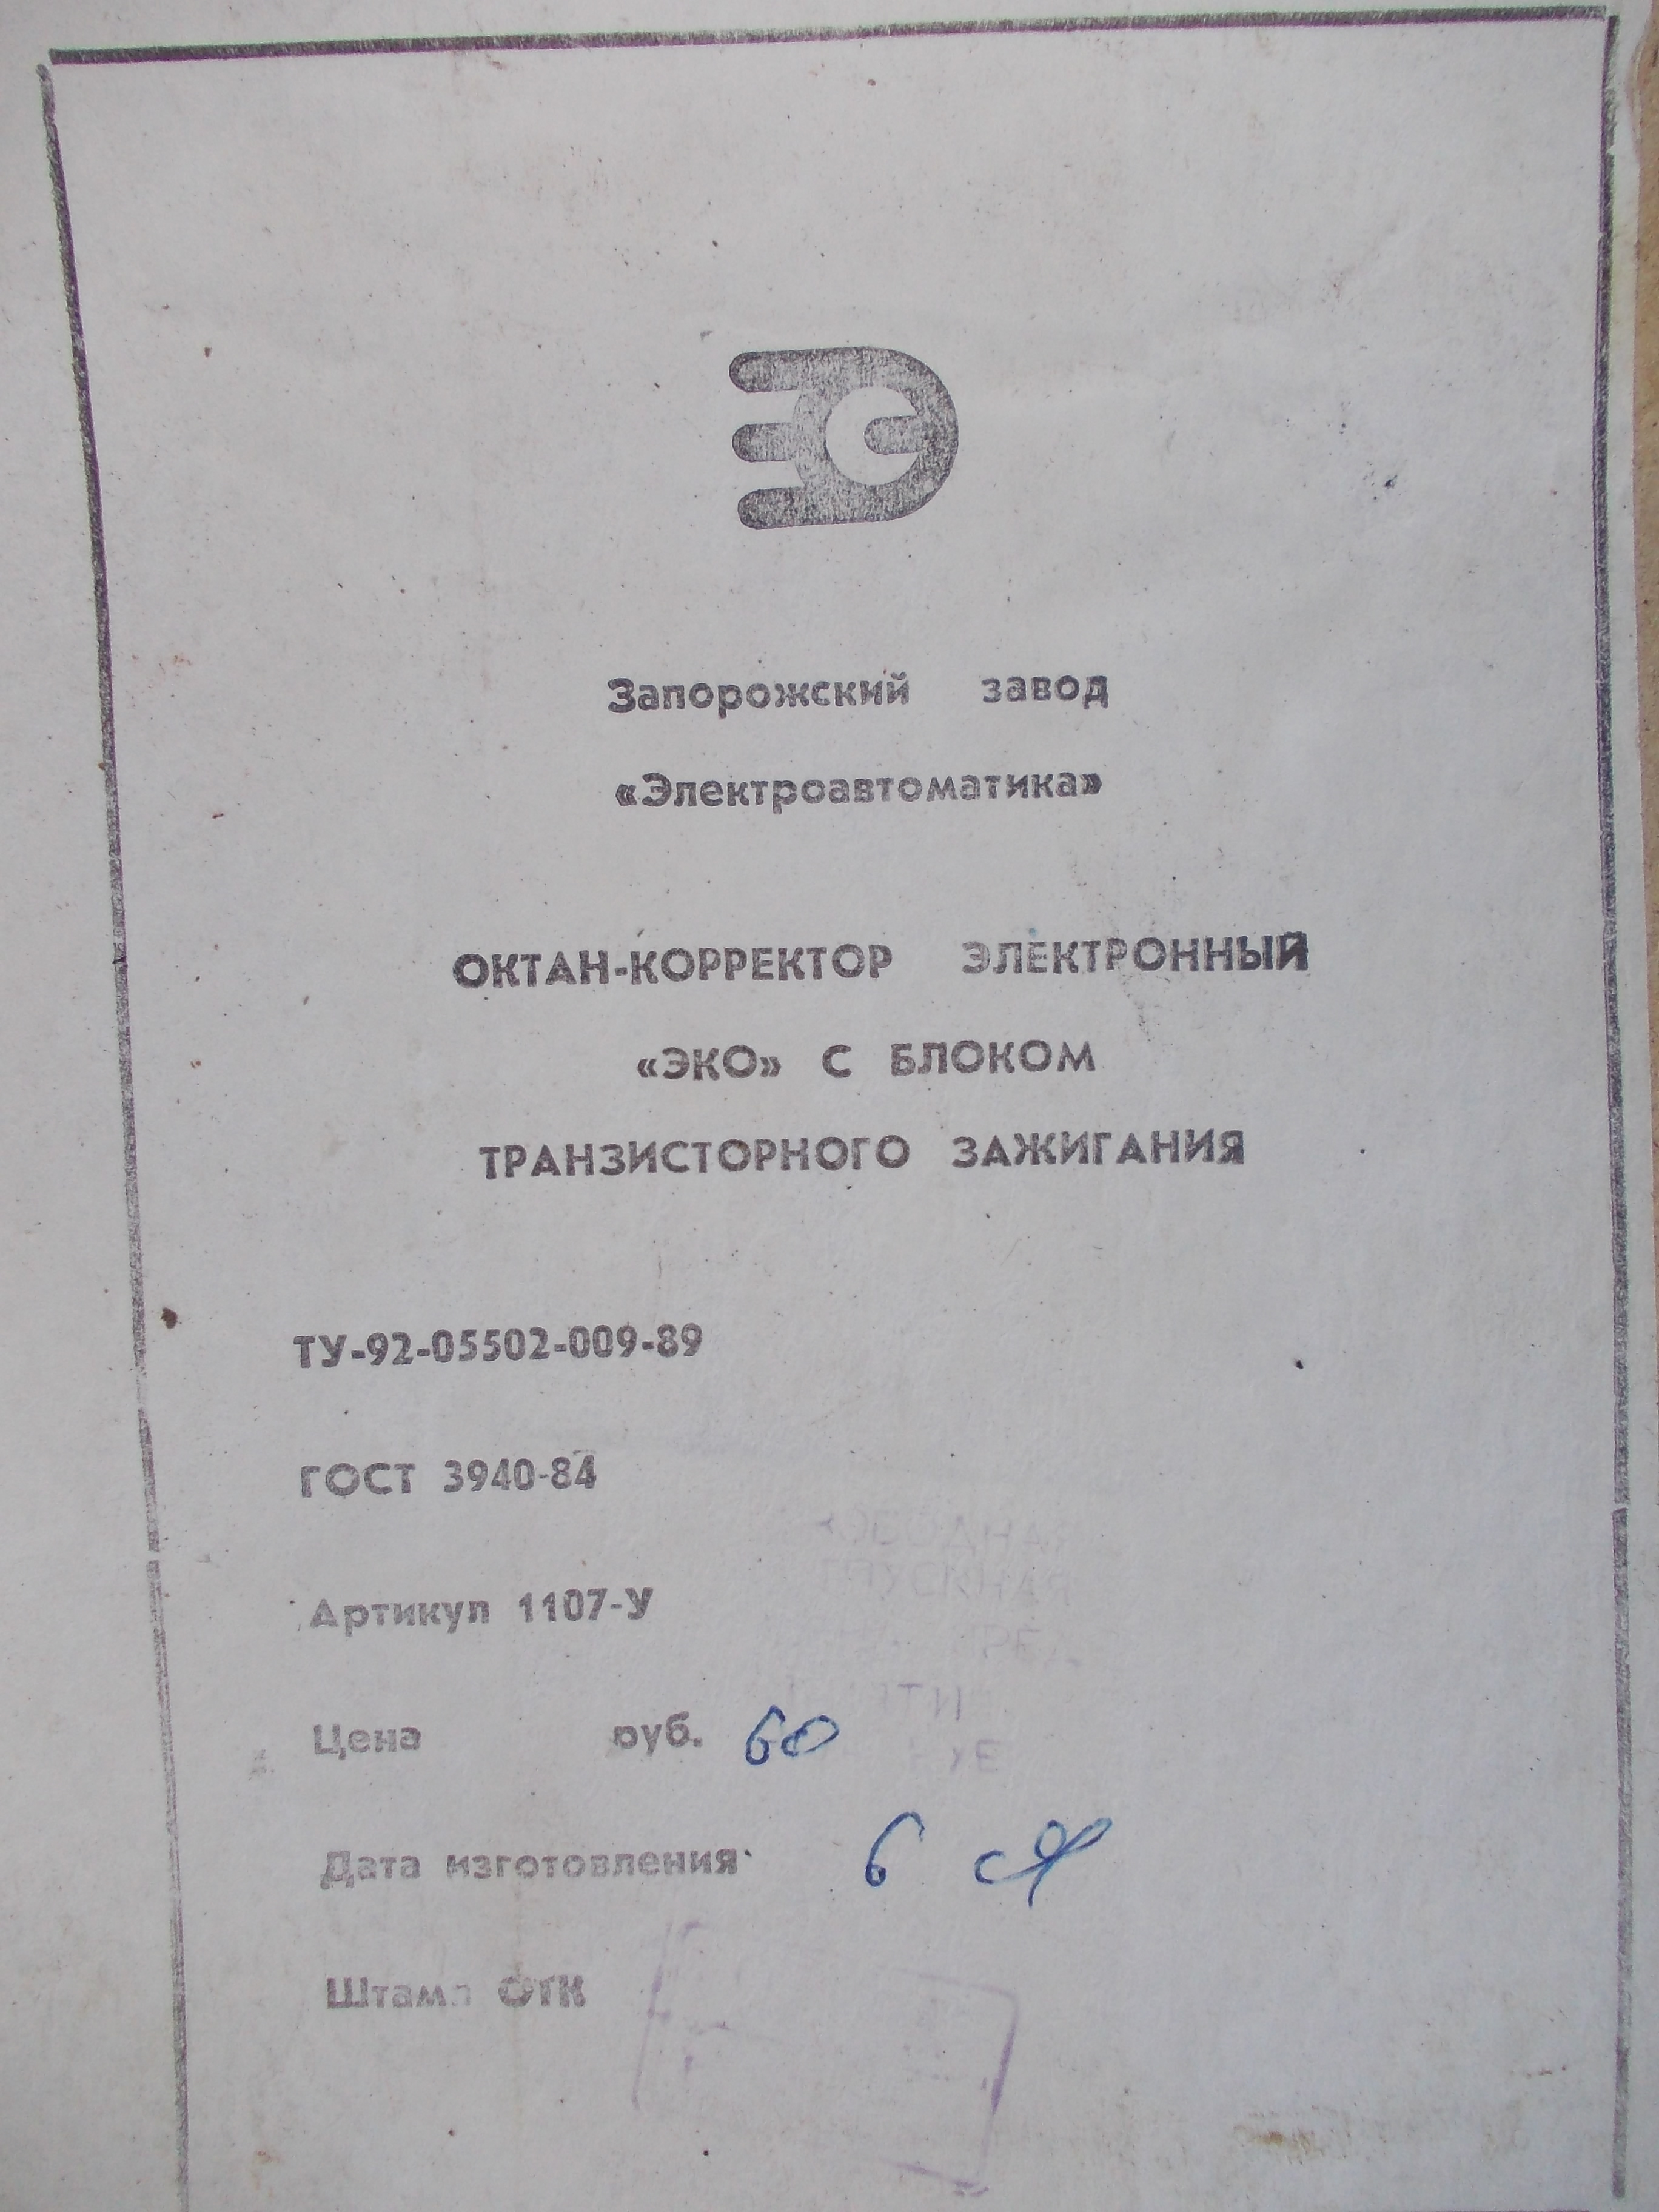 Запорожский завод
«Электроавтоматика»
ОКТАН-КОРРЕКТОР ЭЛЕКТРОННЫЙ
«ЭКО» С БЛОКОМ
ТРАНЗИСТОРНОГО ЗАЖИГАНИЯ
ТУ-92-05502-009-89
ГОСТ 3940-84
Артикул 1107-У
Цена руб. 60
Дата изготовления 6
Штамп ОТК